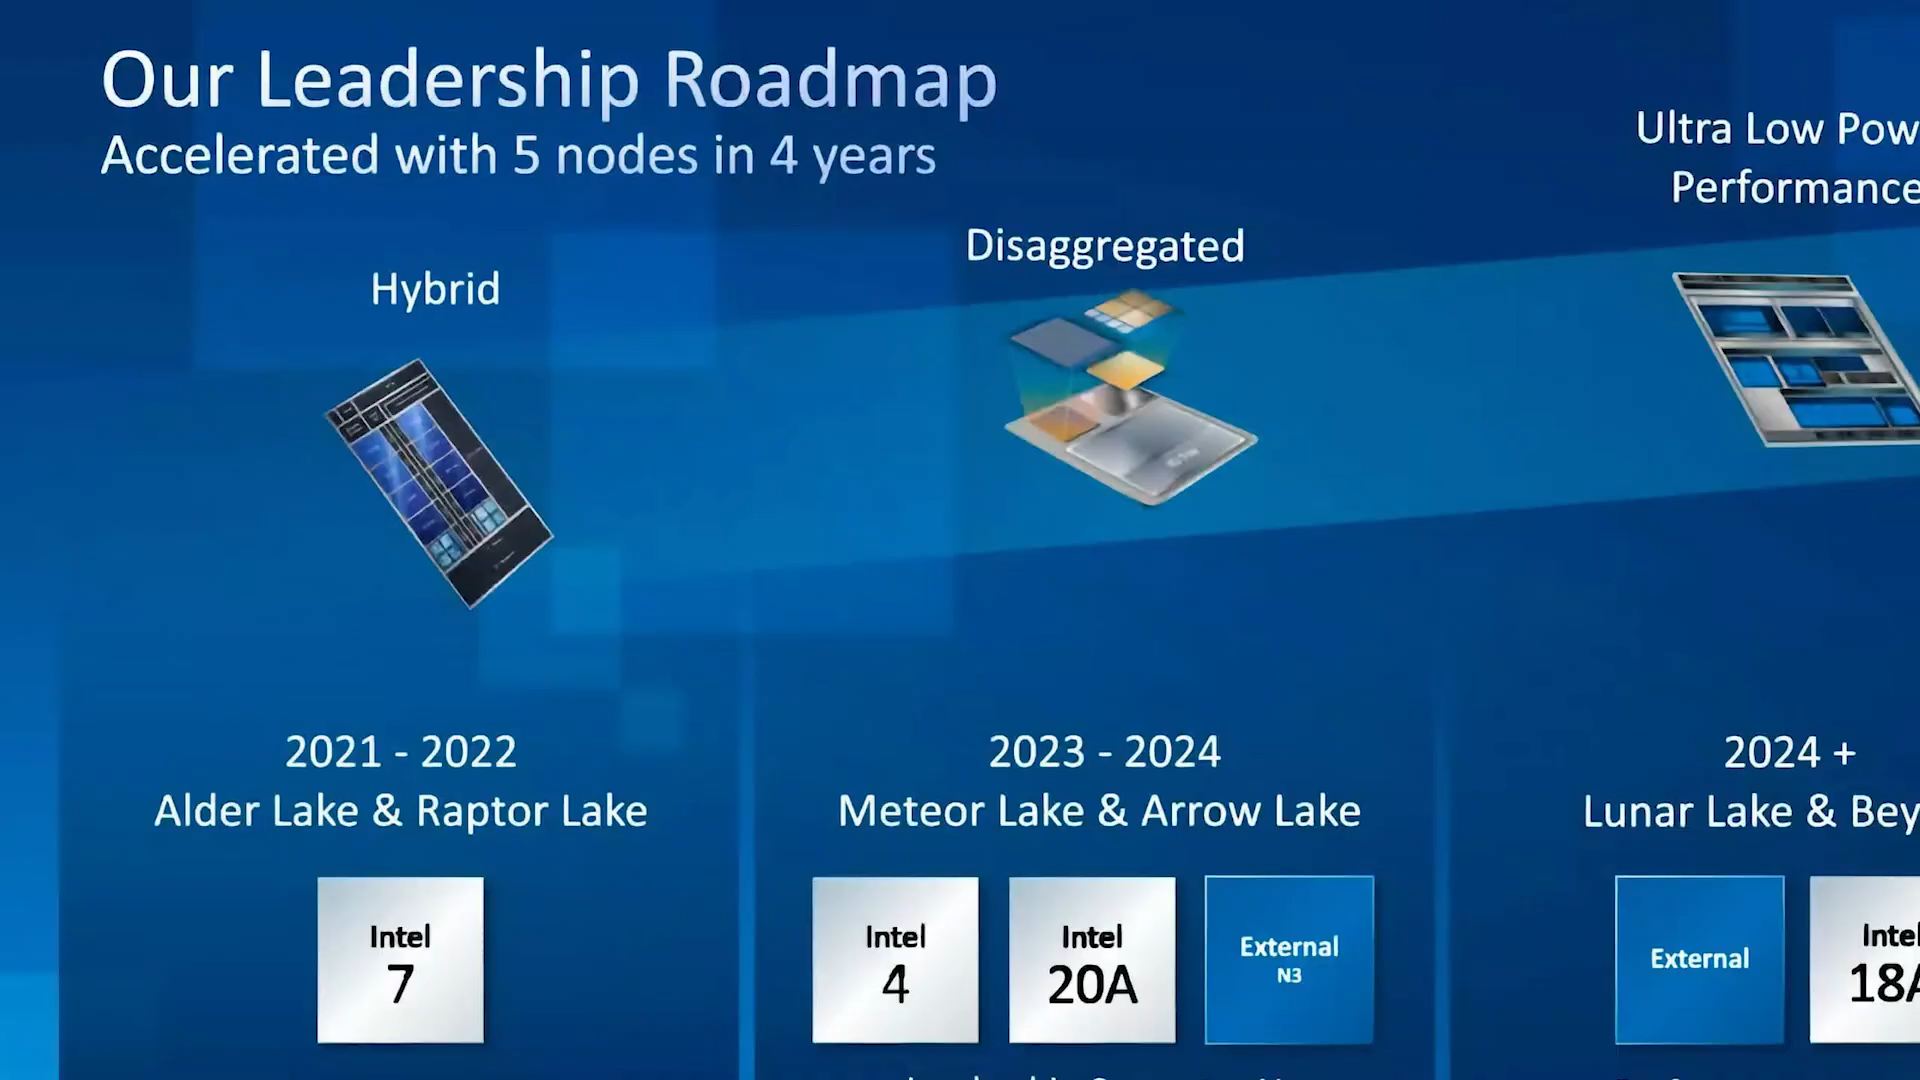 Our Leadership Roadmap
Accelerated with 5 nodes in 4 years
Hybrid
Disaggregated
Ultra Low Pow
Performance
2021 - 2022
Alder Lake & Raptor Lake
Intel
7
2023 - 2024
Meteor Lake & Arrow Lake
Intel
4
Intel
20A
External
N3
2024 +
Lunar Lake & Bey
External
Intel
18A